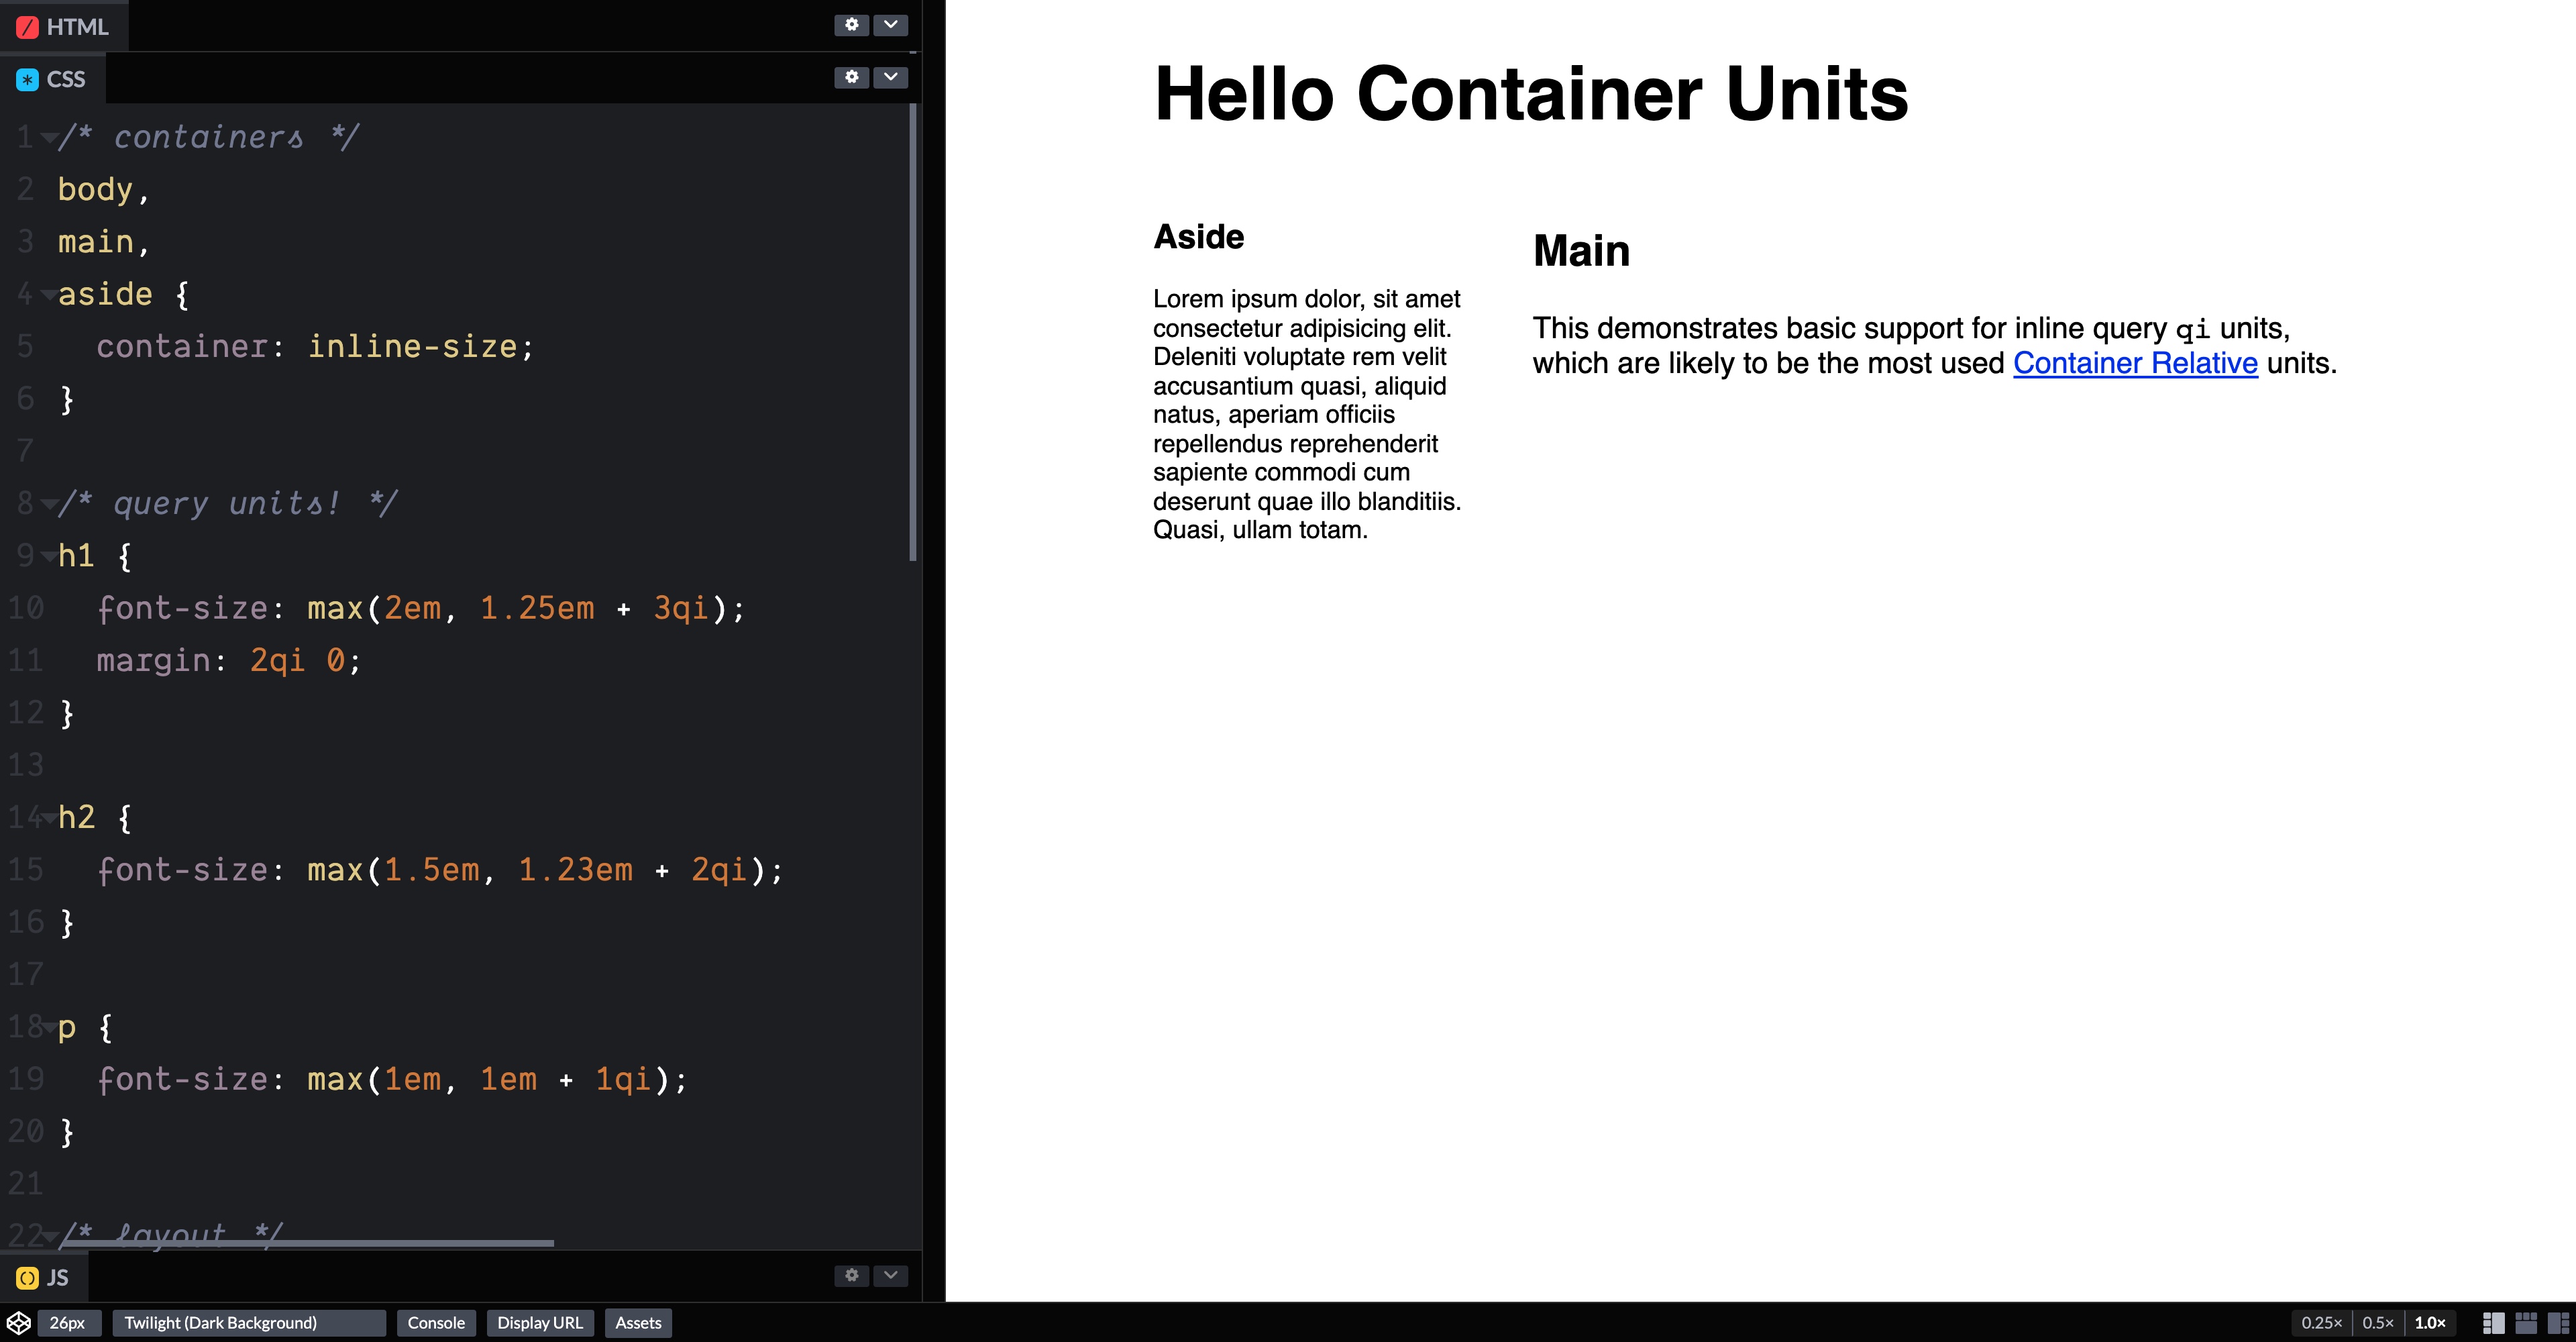 HTML
CSS
1 /* containers */
2 body,
3 main,
4 aside {
5   container: inline-size;
6 }
7
8 /* query units! */
9 h1 {
10   font-size: max(2em, 1.25em + 3qi);
11   margin: 2qi 0;
12 }
13
14 h2 {
15   font-size: max(1.5em, 1.23em + 2qi);
16 }
17
18 p {
19   font-size: max(1em, 1em + 1qi);
20 }
21
22 /* layout */
JS
Hello Container Units
Aside
Lorem ipsum dolor, sit amet
consectetur adipisicing elit.
Deleniti voluptate rem velit
accusantium quasi, aliquid
natus, aperiam officiis
repellendus reprehenderit
sapiente commodi cum
deserunt quae illo blanditiis.
Quasi, ullam totam.
Main
This demonstrates basic support for inline query qi units,
which are likely to be the most used Container Relative units.
26px Twilight (Dark Background) Console Display URL Assets 0.25× 0.5× 1.0×